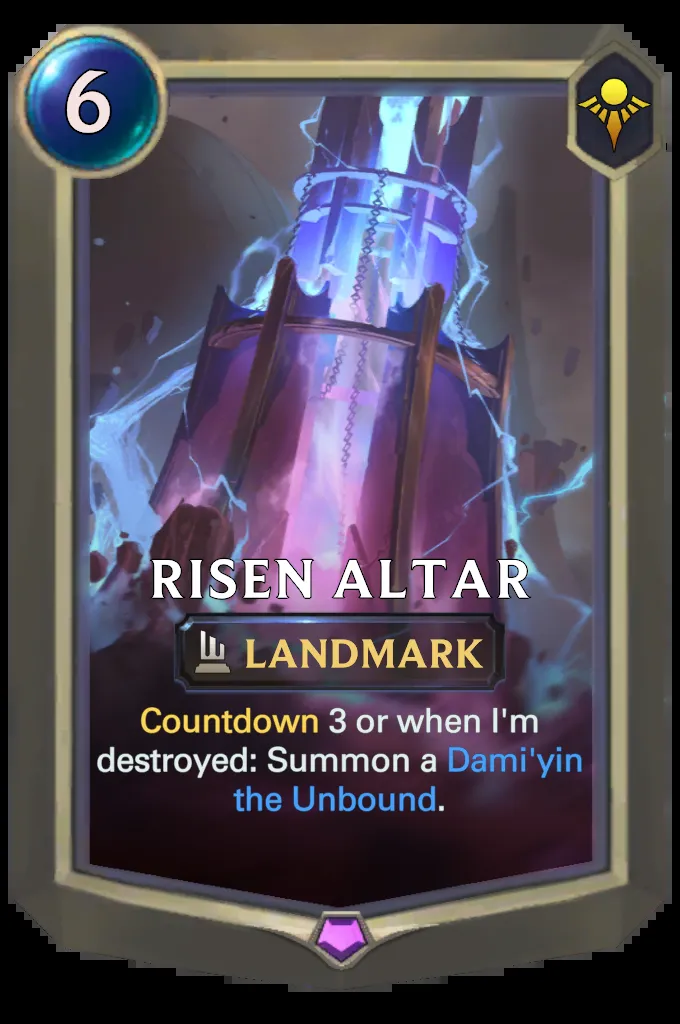 6
RISEN ALTAR
LANDMARK
Countdown 3 or when I'm
destroyed: Summon a Dami'yin
the Unbound.